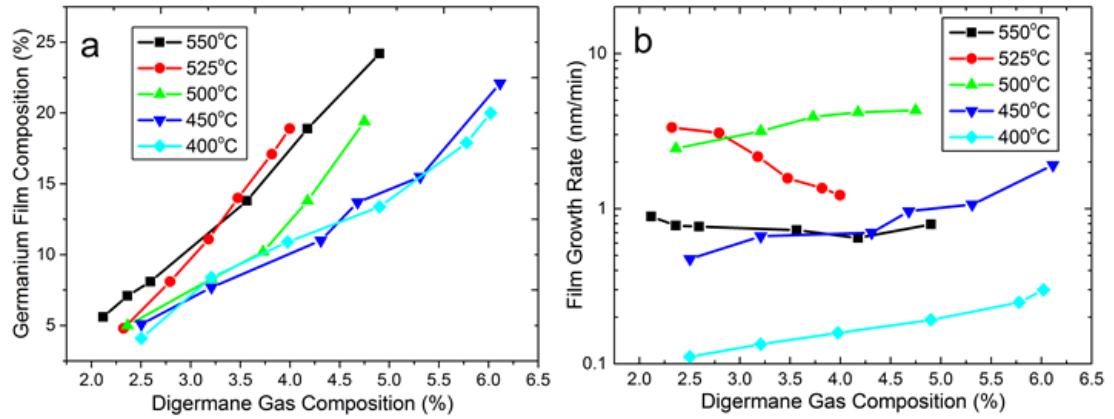 a
550°C
525°C
500°C
450°C
400°C
Germanium Film Composition (%)
25
20
15
10
5
2.0 2.5 3.0 3.5 4.0 4.5 5.0 5.5 6.0 6.5
Digermane Gas Composition (%)
b
550°C
525°C
500°C
450°C
400°C
Film Growth Rate (nm/min)
10
1
0.1
2.0 2.5 3.0 3.5 4.0 4.5 5.0 5.5 6.0 6.5
Digermane Gas Composition (%)